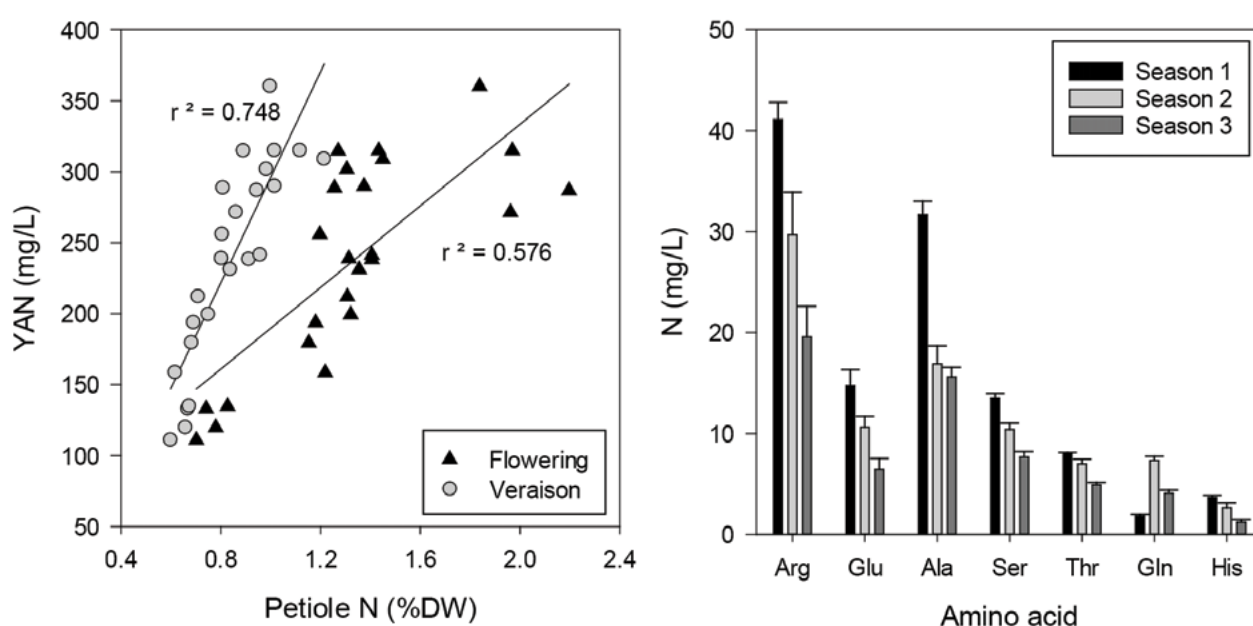 400
350
300
250
200
150
100
50
YAN (mg/L)
r ² = 0.748
r ² = 0.576
Flowering
Veraison
0.4 0.8 1.2 1.6 2.0 2.4
Petiole N (%DW)
50
40
30
20
10
0
N (mg/L)
Season 1
Season 2
Season 3
Arg Glu Ala Ser Thr Gln His
Amino acid